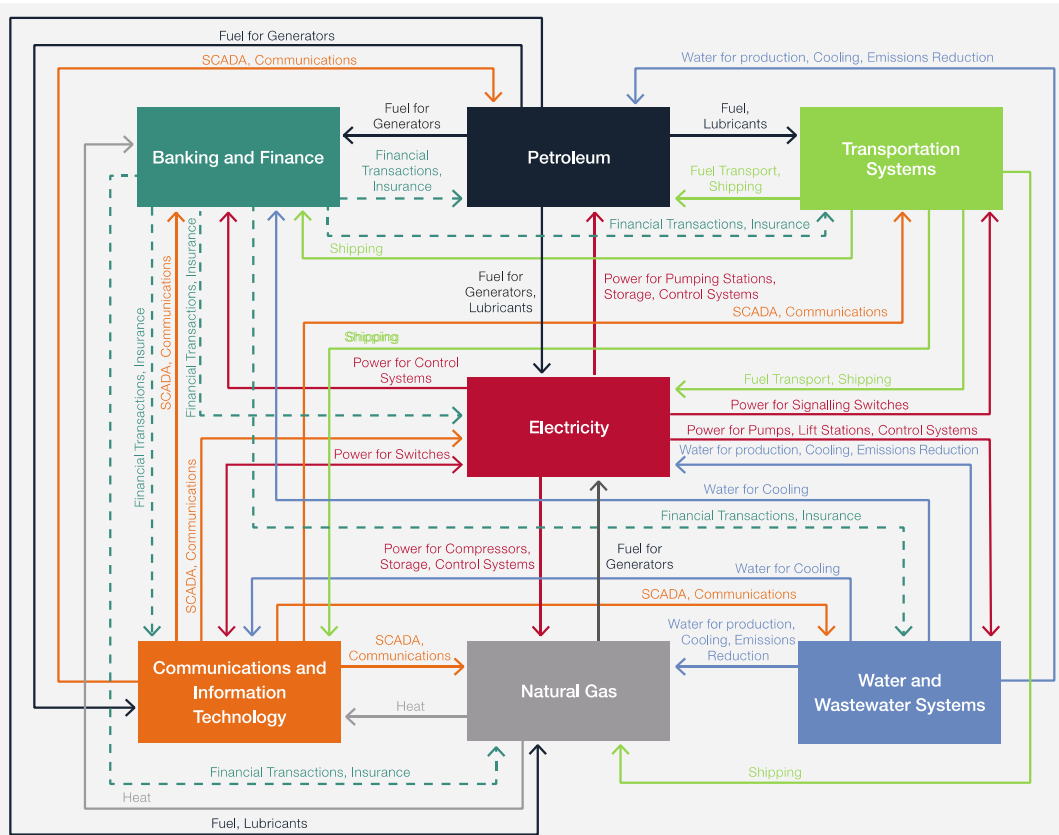 Fuel for Generators
SCADA, Communications
Water for production, Cooling, Emissions Reduction
Fuel for
Generators
Fuel,
Lubricants
Banking and Finance
Petroleum
Transportation
Systems
Financial
Transactions,
Insurance
Fuel Transport,
Shipping
Financial Transactions, Insurance
Shipping
Financial Transactions, Insurance
SCADA, Communications
Financial Transactions, Insurance
Fuel for
Generators,
Lubricants
Power for Pumping Stations,
Storage, Control Systems
SCADA, Communications
Shipping
Power for Control
Systems
Fuel Transport, Shipping
Power for Signalling Switches
Electricity
Power for Pumps, Lift Stations, Control Systems
Power for Switches
Water for production, Cooling, Emissions Reduction
Water for Cooling
SCADA, Communications
Financial Transactions, Insurance
Power for Compressors,
Storage, Control Systems
Fuel for
Generators
Water for Cooling
SCADA, Communications
SCADA,
Communications
Water for production,
Cooling, Emissions
Reduction
Communications and
Information
Technology
Natural Gas
Water and
Wastewater Systems
Heat
Financial Transactions, Insurance
Shipping
Heat
Fuel, Lubricants